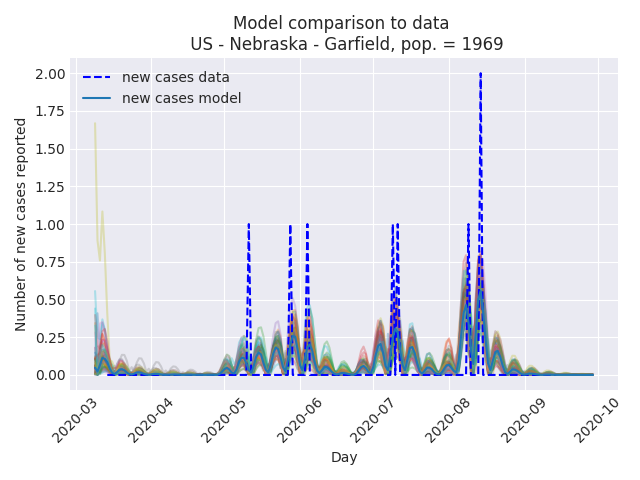 Model comparison to data
US - Nebraska - Garfield, pop. = 1969
new cases data
new cases model
Number of new cases reported
2.00
1.75
1.50
1.25
1.00
0.75
0.50
0.25
0.00
2020-03
2020-04
2020-05
2020-06
2020-07
2020-08
2020-09
2020-10
Day